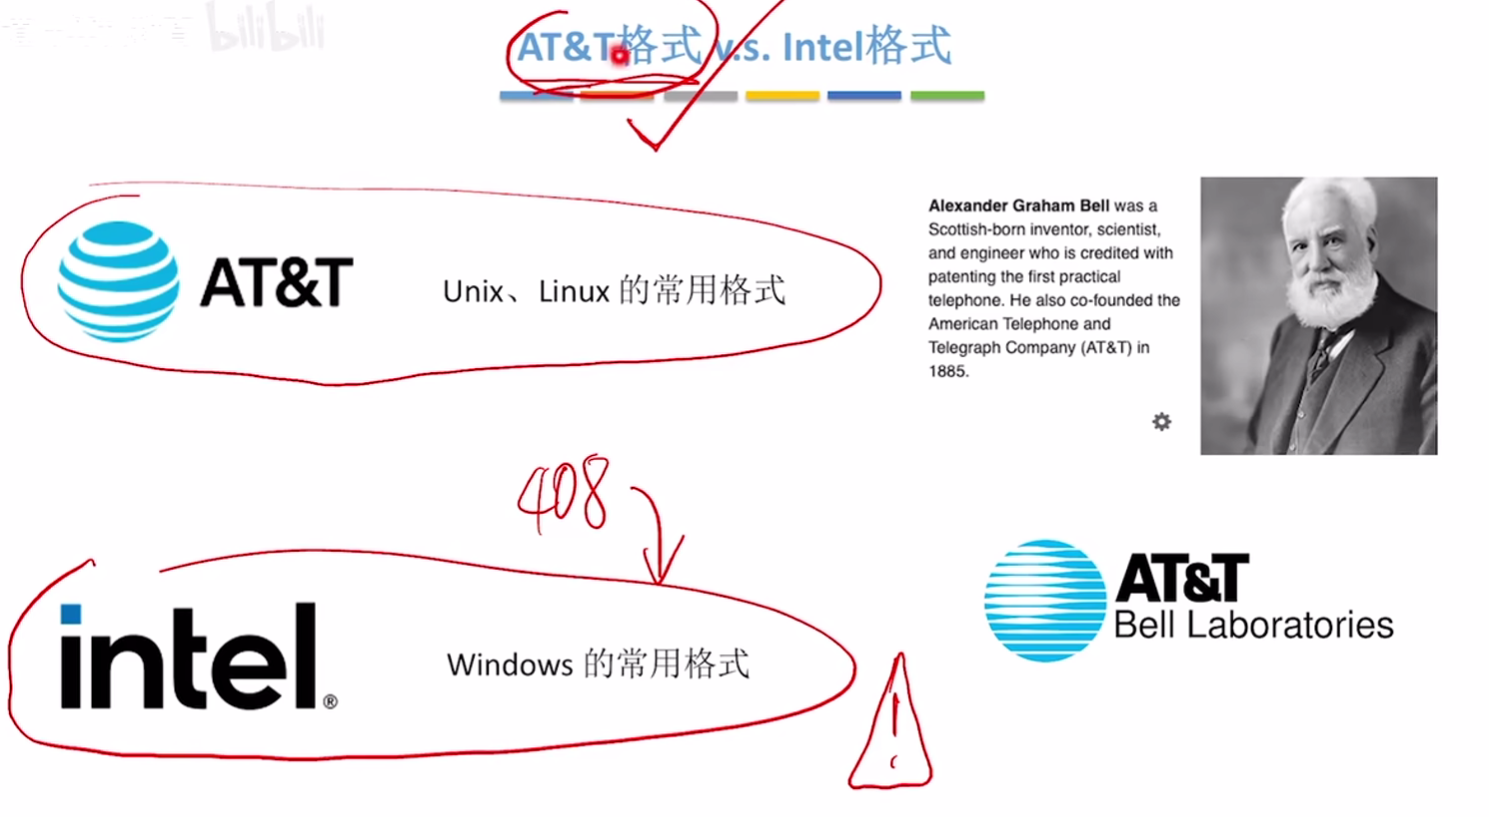 bilibili
AT&T格式 v.s. Intel格式
AT&T
Unix、Linux 的常用格式
Alexander Graham Bell was a
Scottish-born inventor, scientist,
and engineer who is credited with
patenting the first practical
telephone. He also co-founded the
American Telephone and
Telegraph Company (AT&T) in
1885.
408
intel®
Windows 的常用格式
!
AT&T
Bell Laboratories